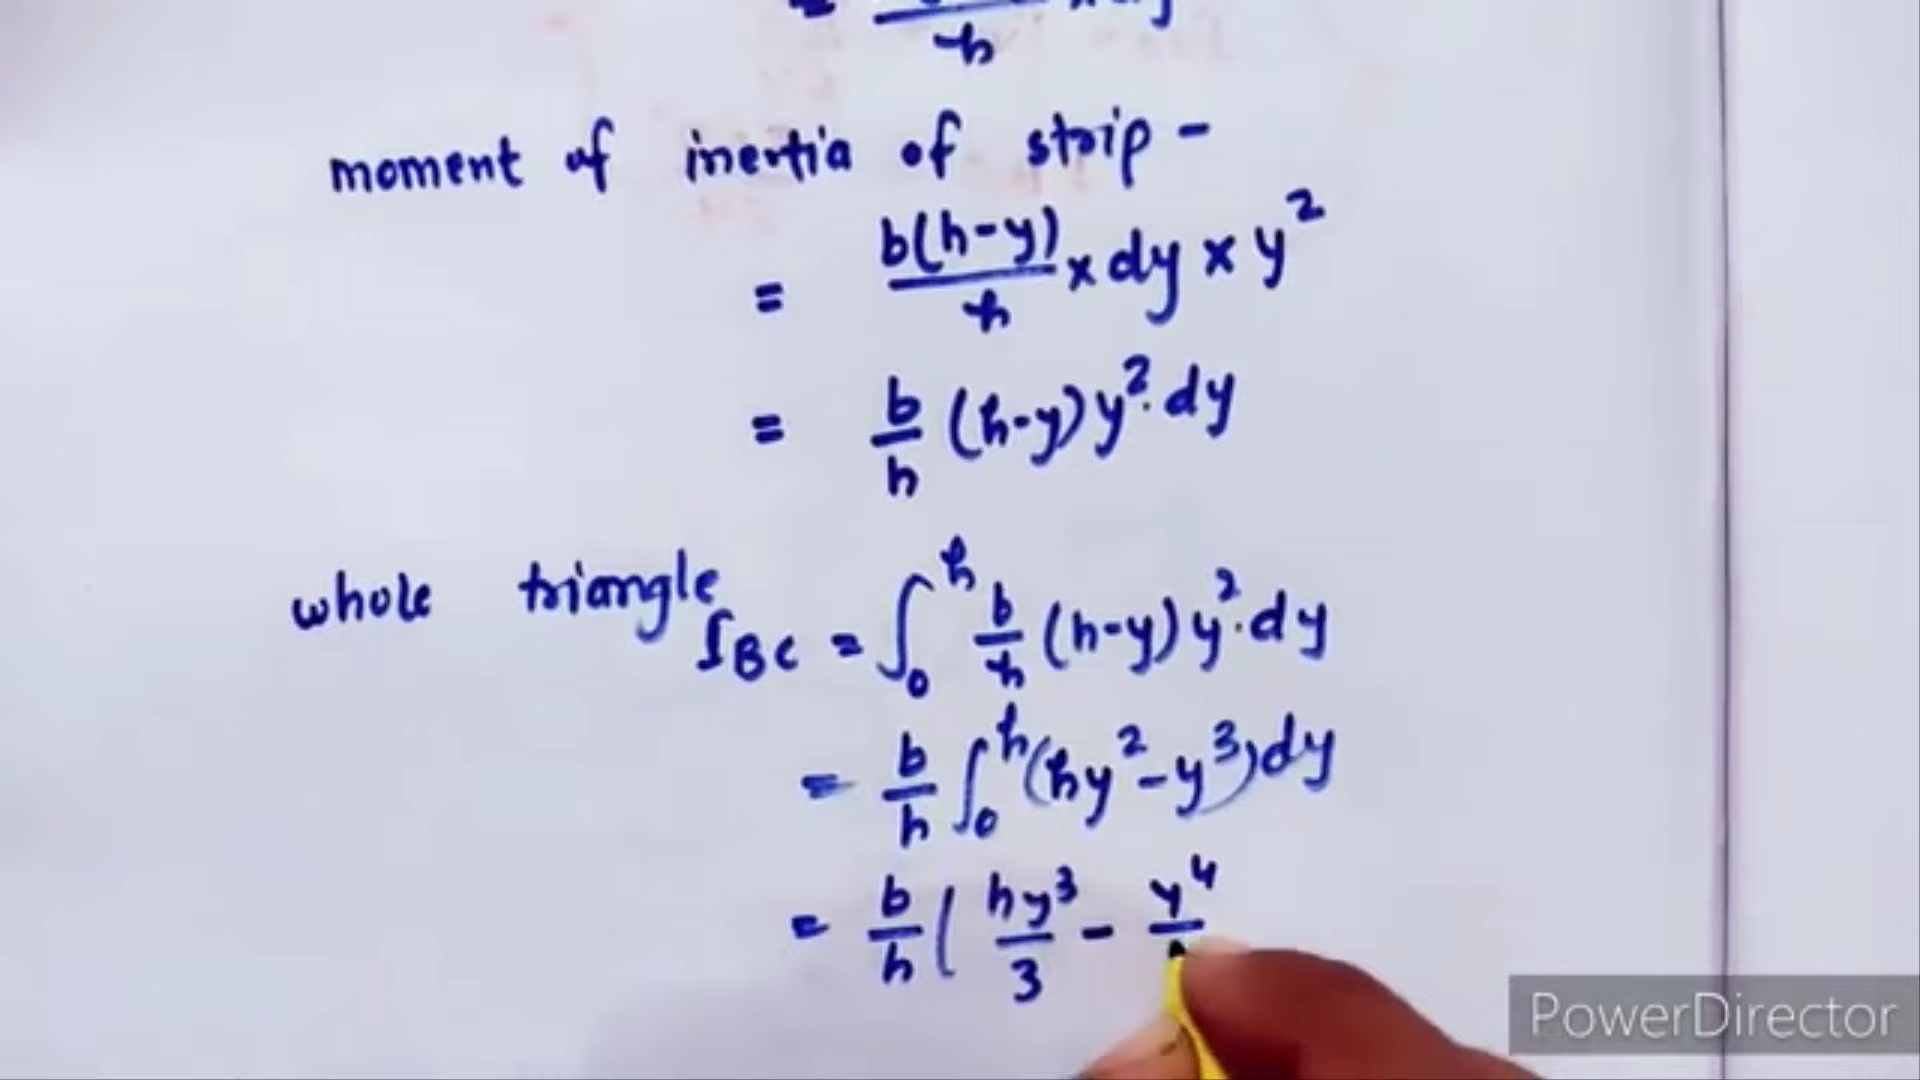 h
moment of inertia of strip -
= b(h-y)/h × dy × y²
= b/h (h-y) y². dy
whole triangle
I_BC = ∫₀ʰ b/h (h-y) y². dy
= b/h ∫₀ʰ (hy² - y³) dy
= b/h ( hy³/3 - y⁴
PowerDirector